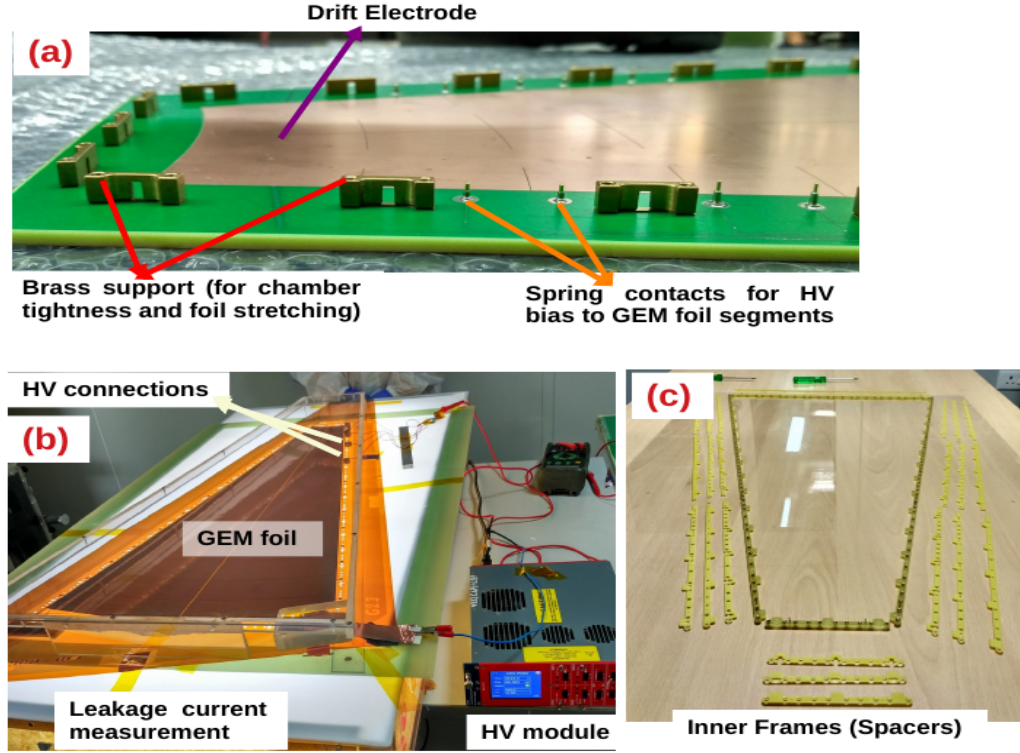 Drift Electrode
(a)
Brass support (for chamber
tightness and foil stretching)
Spring contacts for HV
bias to GEM foil segments
HV connections
(b)
GEM foil
Leakage current
measurement
HV module
(c)
Inner Frames (Spacers)